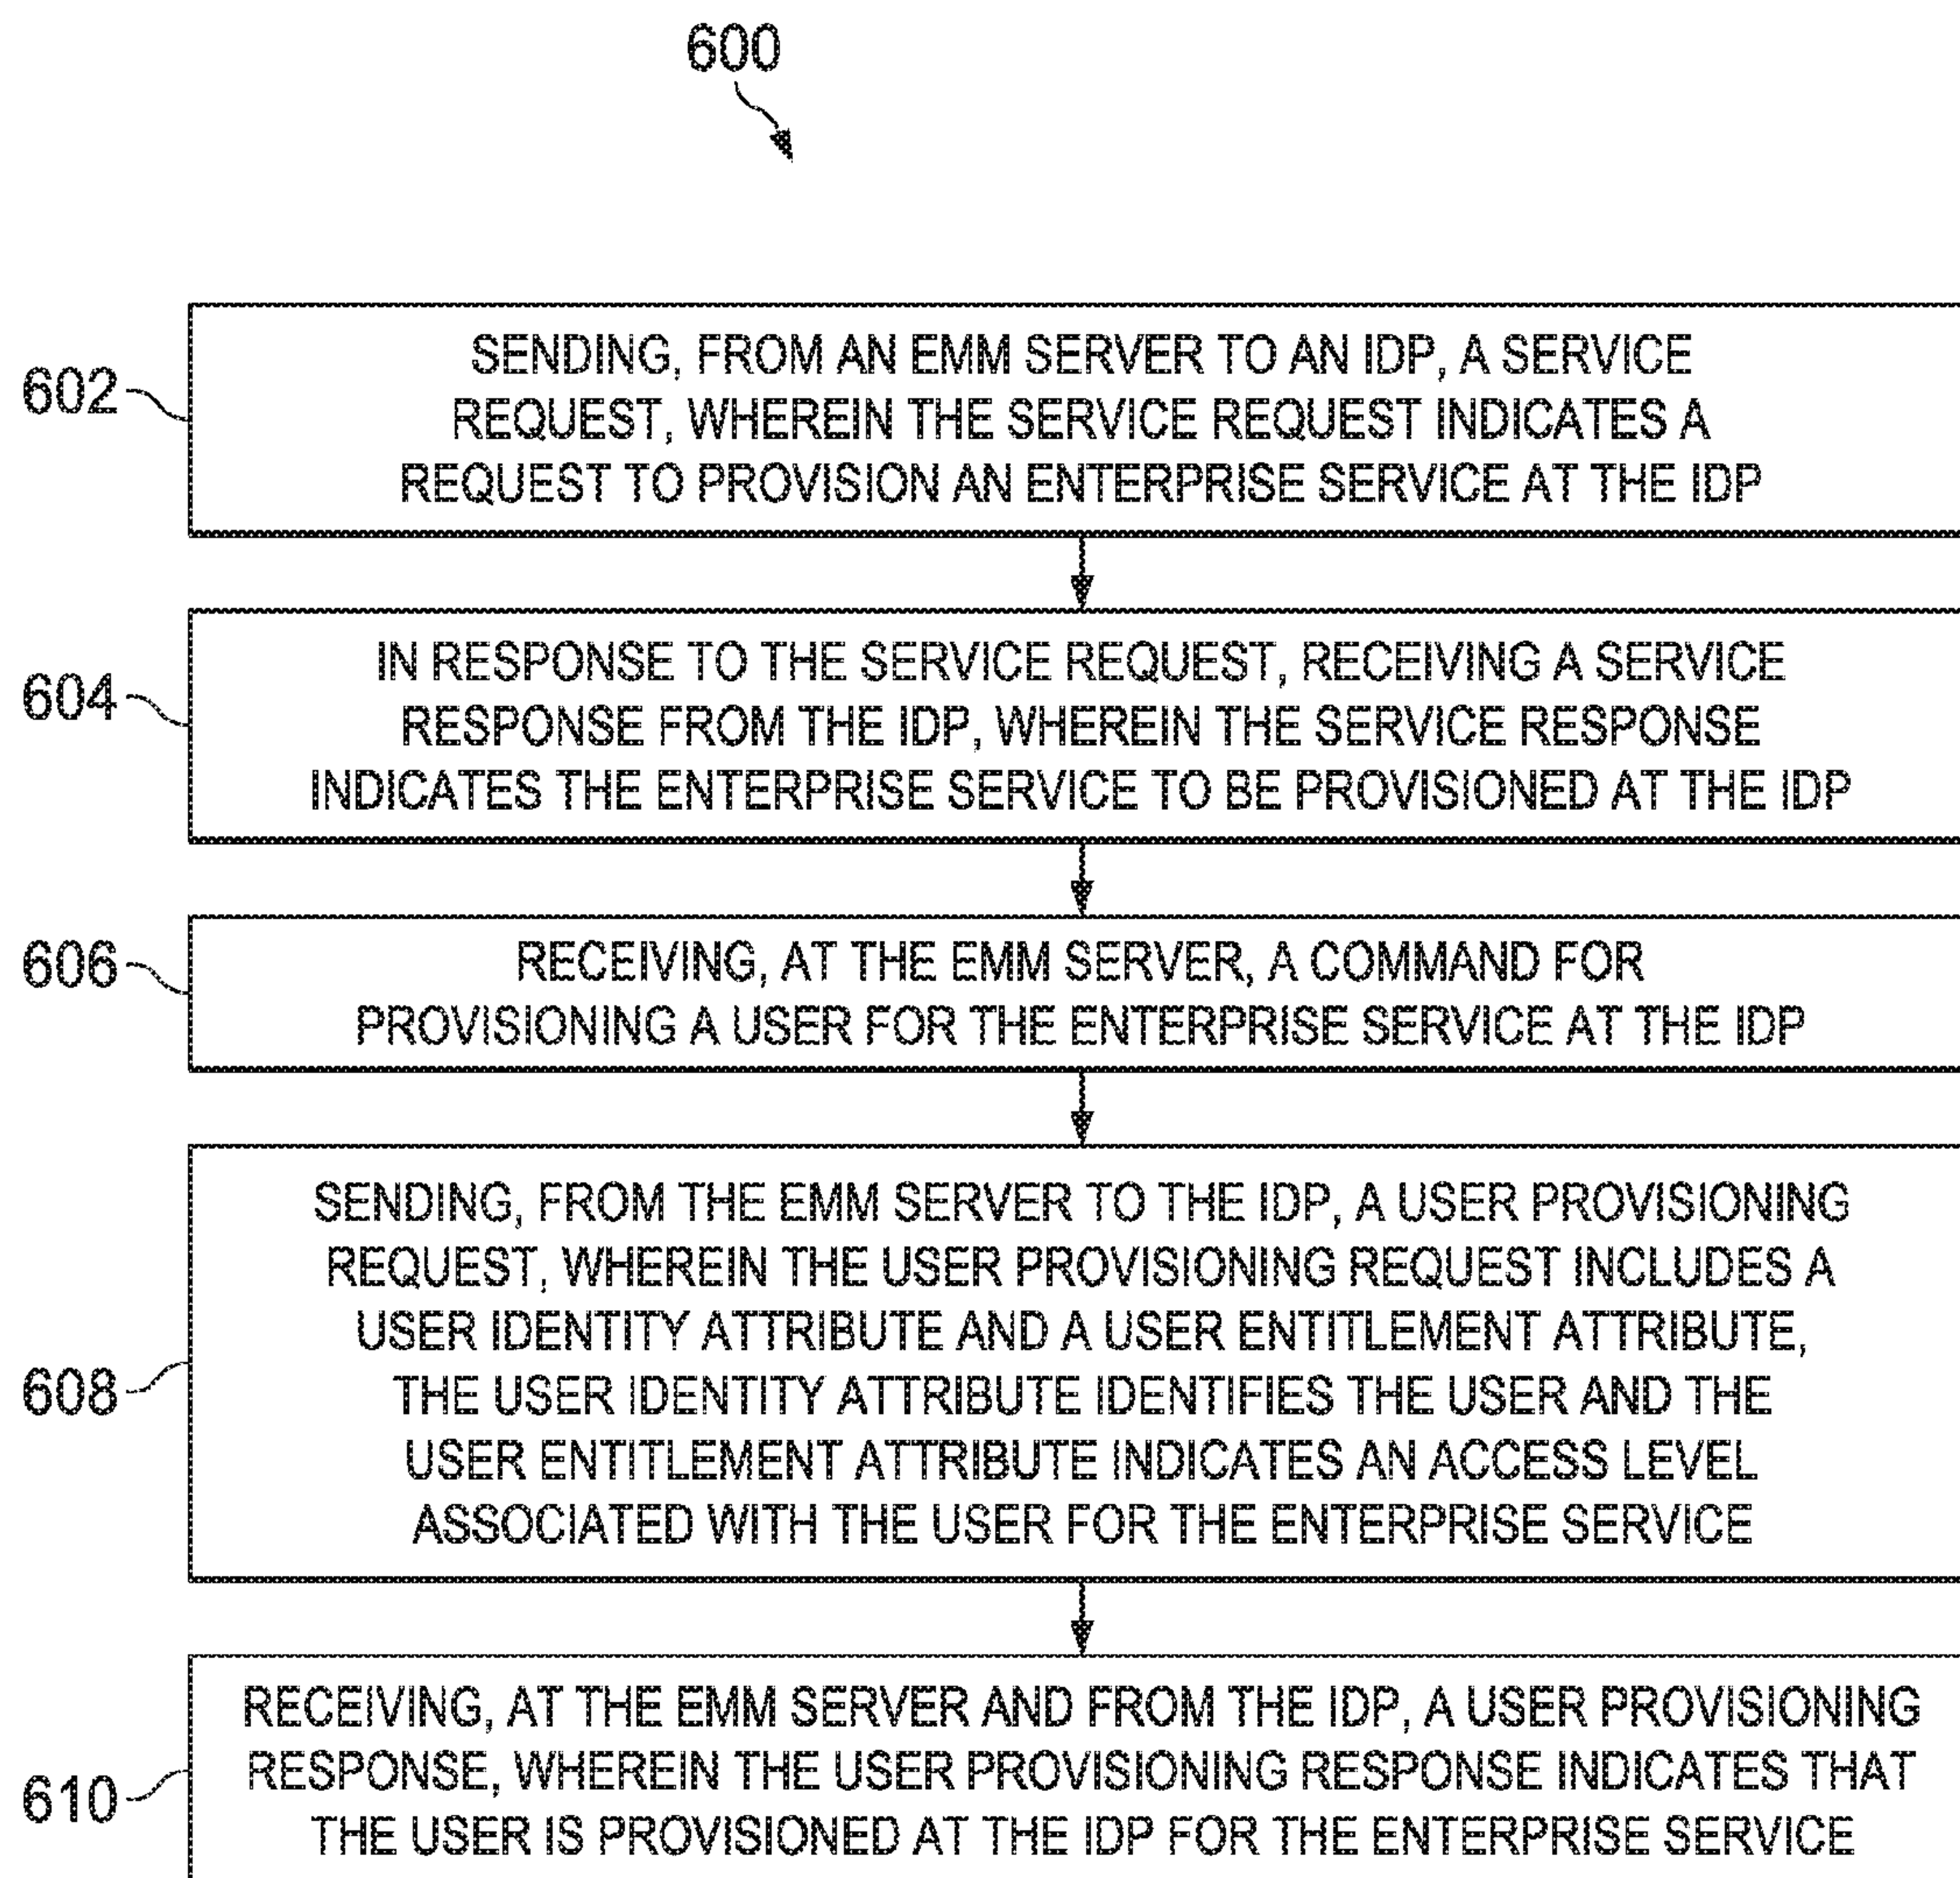 600
602
SENDING, FROM AN EMM SERVER TO AN IDP, A SERVICE
REQUEST, WHEREIN THE SERVICE REQUEST INDICATES A
REQUEST TO PROVISION AN ENTERPRISE SERVICE AT THE IDP
604
IN RESPONSE TO THE SERVICE REQUEST, RECEIVING A SERVICE
RESPONSE FROM THE IDP, WHEREIN THE SERVICE RESPONSE
INDICATES THE ENTERPRISE SERVICE TO BE PROVISIONED AT THE IDP
606
RECEIVING, AT THE EMM SERVER, A COMMAND FOR
PROVISIONING A USER FOR THE ENTERPRISE SERVICE AT THE IDP
608
SENDING, FROM THE EMM SERVER TO THE IDP, A USER PROVISIONING
REQUEST, WHEREIN THE USER PROVISIONING REQUEST INCLUDES A
USER IDENTITY ATTRIBUTE AND A USER ENTITLEMENT ATTRIBUTE,
THE USER IDENTITY ATTRIBUTE IDENTIFIES THE USER AND THE
USER ENTITLEMENT ATTRIBUTE INDICATES AN ACCESS LEVEL
ASSOCIATED WITH THE USER FOR THE ENTERPRISE SERVICE
610
RECEIVING, AT THE EMM SERVER AND FROM THE IDP, A USER PROVISIONING
RESPONSE, WHEREIN THE USER PROVISIONING RESPONSE INDICATES THAT
THE USER IS PROVISIONED AT THE IDP FOR THE ENTERPRISE SERVICE